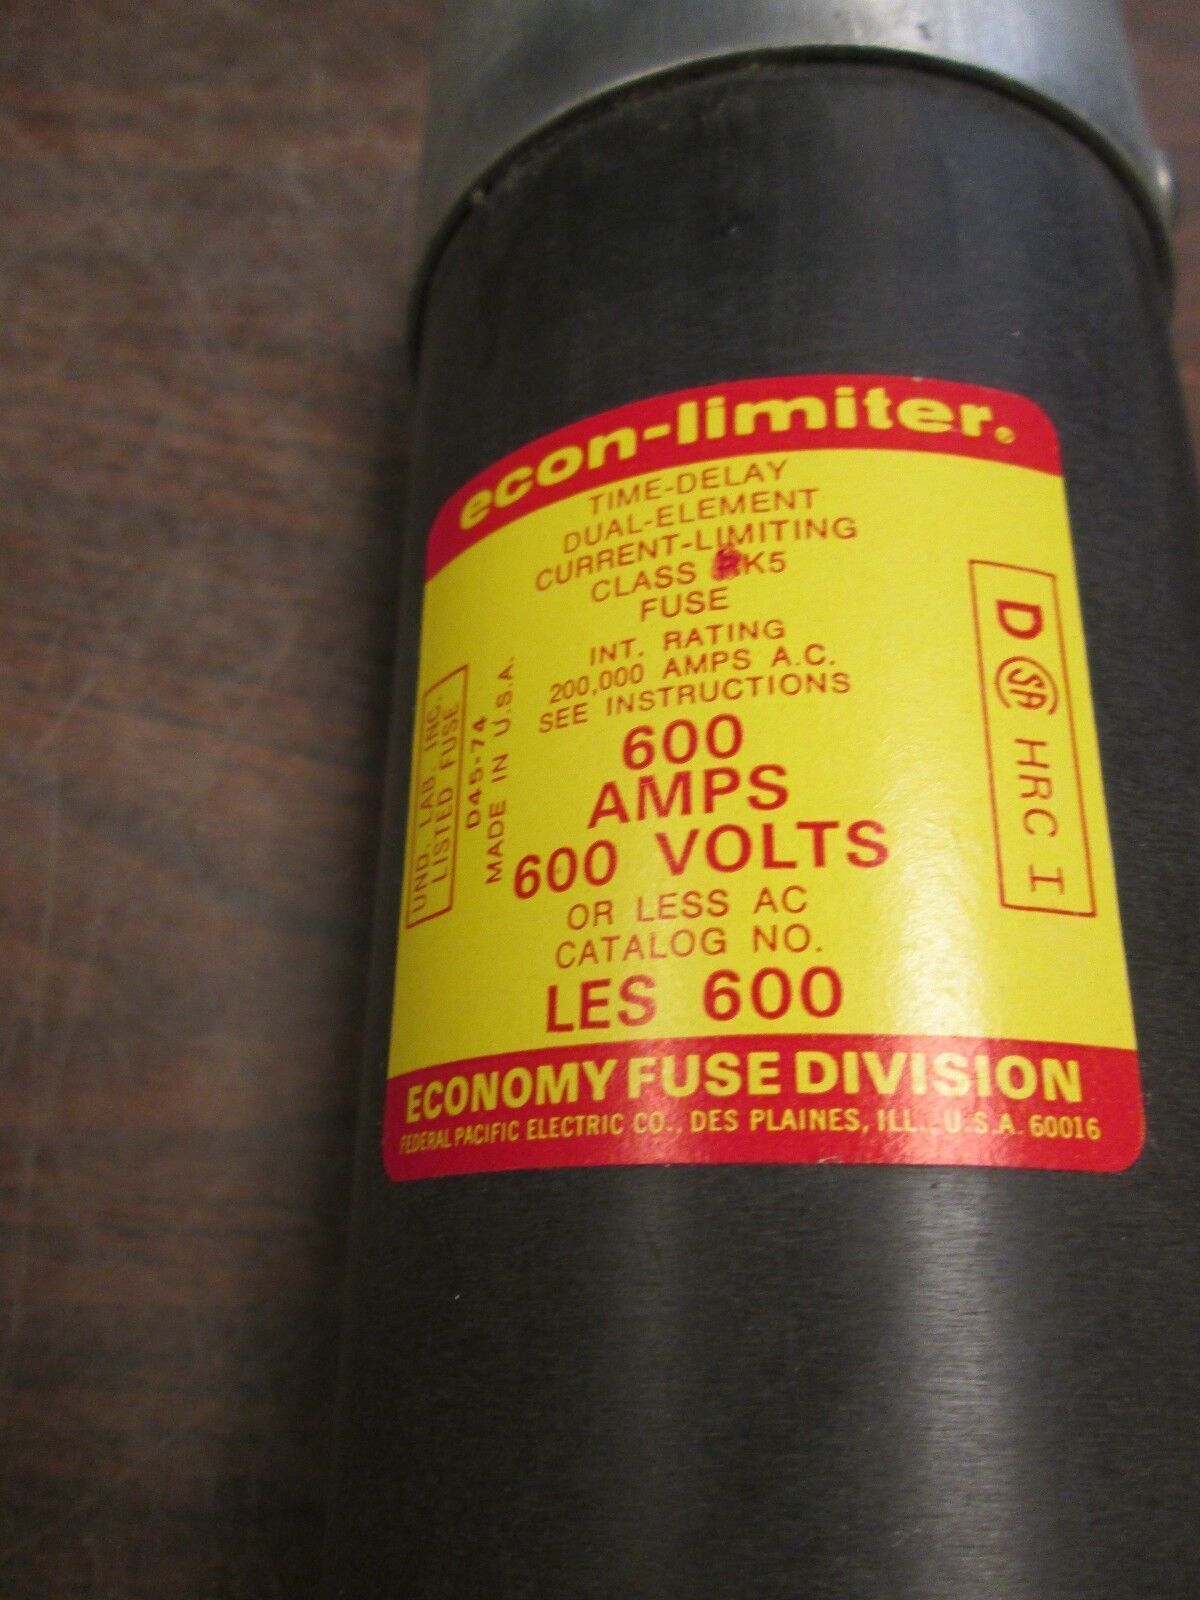 econ-limiter®
TIME-DELAY
DUAL-ELEMENT
CURRENT-LIMITING
CLASS K5
FUSE
INT. RATING
200,000 AMPS A.C.
SEE INSTRUCTIONS
600
AMPS
600 VOLTS
OR LESS AC
CATALOG NO.
LES 600
UND. LAB. INC.
LISTED FUSE
D45-74
MADE IN U.S.A.
D SA HRC I
ECONOMY FUSE DIVISION
FEDERAL PACIFIC ELECTRIC CO., DES PLAINES, ILL., U.S.A. 60016